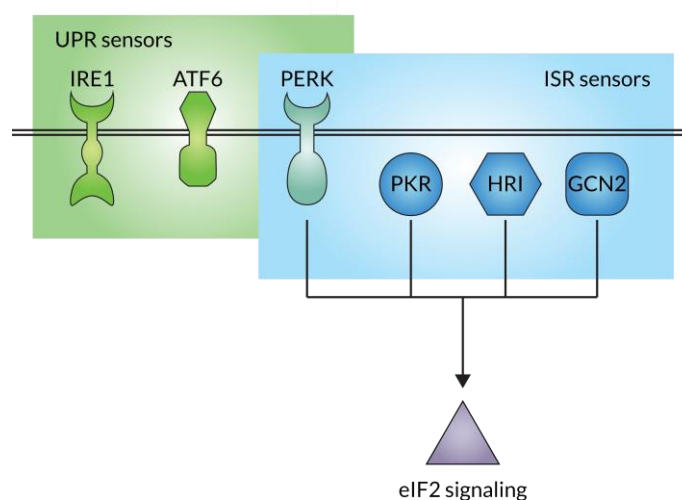 UPR sensors
IRE1 ATF6 PERK ISR sensors
PKR HRI GCN2
eIF2 signaling